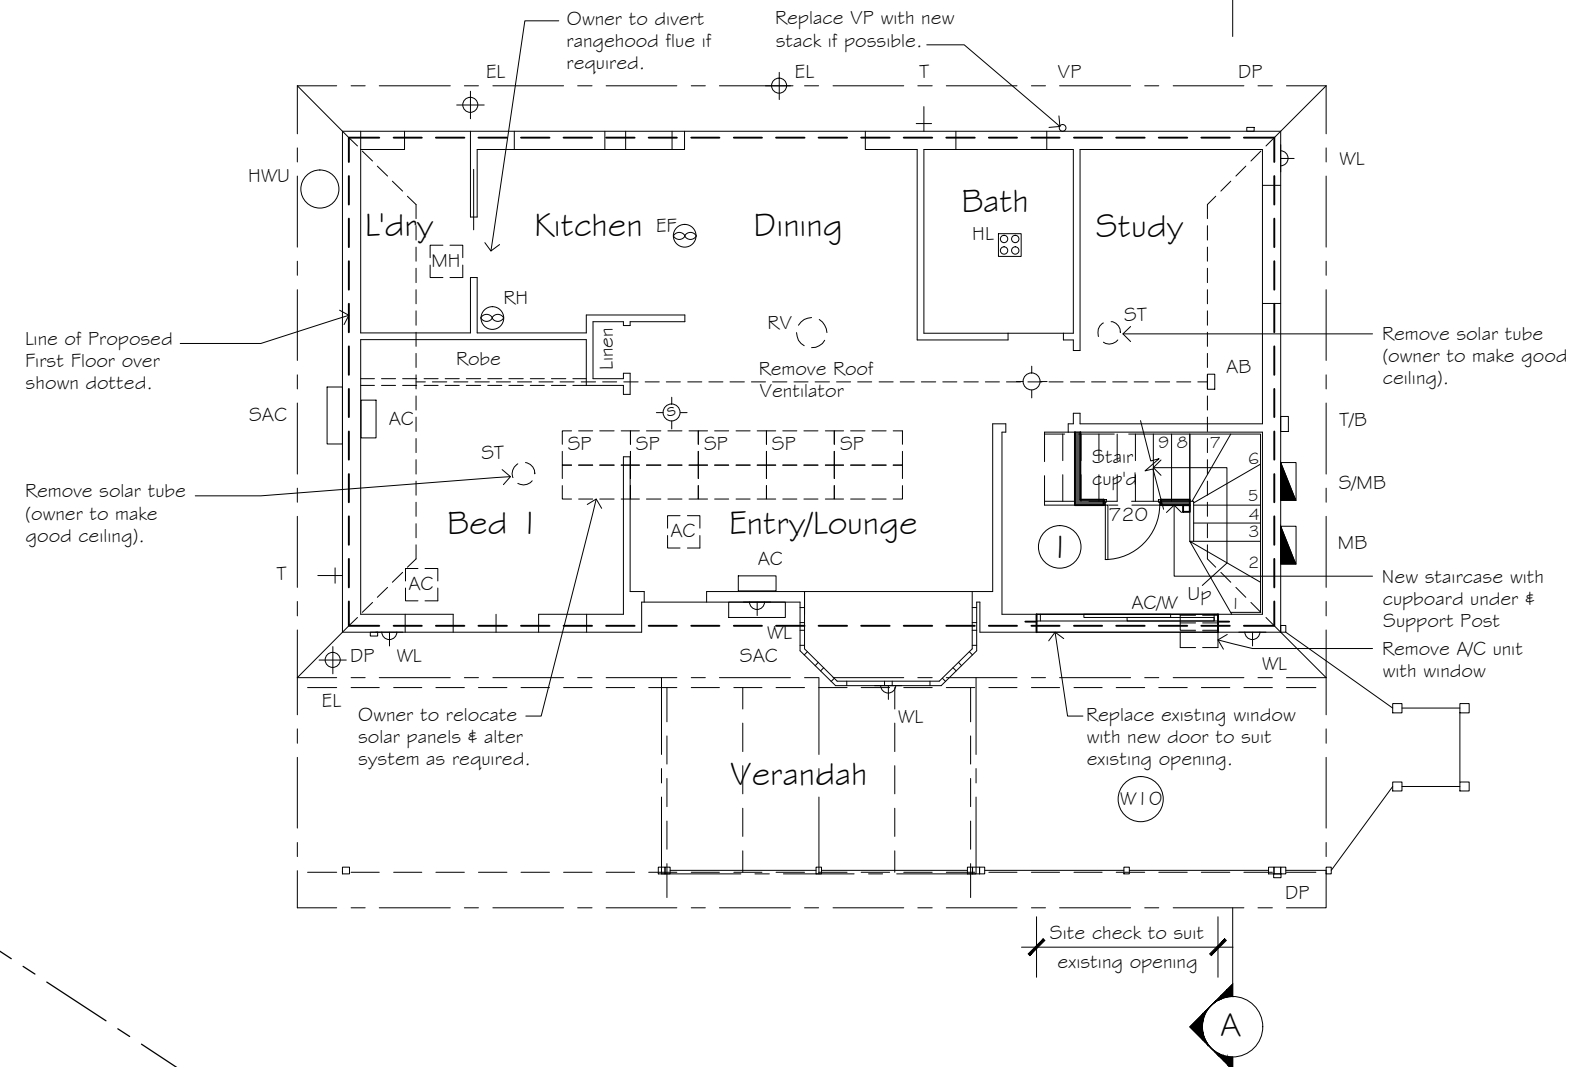 Owner to divert
rangehood flue if
required.
Replace VP with new
stack if possible.
EL
EL
T
VP
DP
HWU
WL
L'dry
Kitchen
EF
Dining
Bath
HL
Study
MH
RH
RV
ST
Line of Proposed
First Floor over
shown dotted.
Robe
Linen
Remove Roof
Ventilator
AB
Remove solar tube
(owner to make good
ceiling).
SAC
AC
S
T/B
SP
SP
SP
SP
SP
ST
Stair
cup'd
9
8
7
6
5
4
3
2
1
S/MB
Remove solar tube
(owner to make
good ceiling).
Bed 1
AC
Entry/Lounge
720
1
MB
T
AC
AC
AC/W
Up
New staircase with
cupboard under &
Support Post
Remove A/C unit
with window
DP
WL
WL
SAC
WL
EL
WL
Owner to relocate
solar panels & alter
system as required.
Replace existing window
with new door to suit
existing opening.
Verandah
W10
DP
Site check to suit
existing opening
A